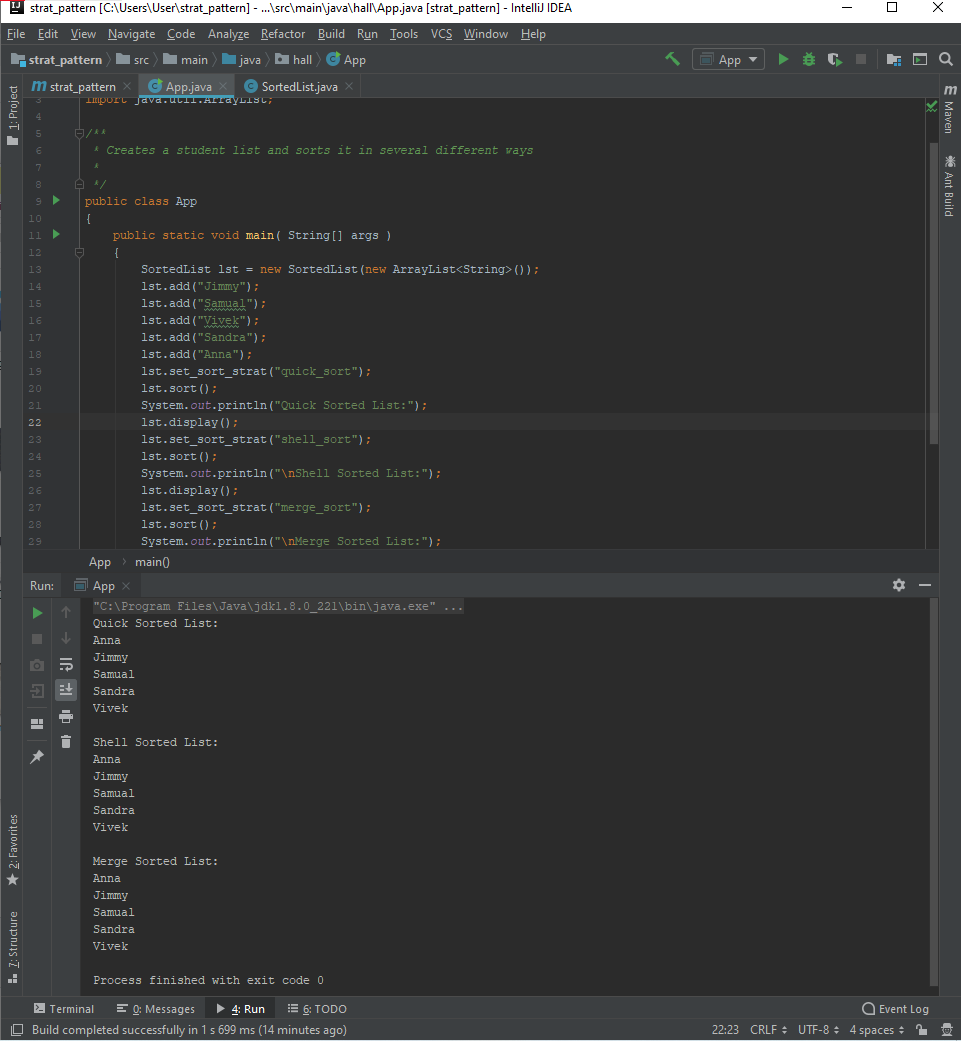 strat_pattern [C:\Users\User\strat_pattern] - ...\src\main\java\hall\App.java [strat_pattern] - IntelliJ IDEA
File Edit View Navigate Code Analyze Refactor Build Run Tools VCS Window Help
strat_pattern src main java hall App App
strat_pattern App.java SortedList.java
1: Project
Maven
Ant Build
3 import java.util.ArrayList;
4
5 /**
6 * Creates a student list and sorts it in several different ways
7 *
8 */
9 public class App
10 {
11 public static void main( String[] args )
12 {
13 SortedList lst = new SortedList(new ArrayList<String>());
14 lst.add("Jimmy");
15 lst.add("Samual");
16 lst.add("Vivek");
17 lst.add("Sandra");
18 lst.add("Anna");
19 lst.set_sort_strat("quick_sort");
20 lst.sort();
21 System.out.println("Quick Sorted List:");
22 lst.display();
23 lst.set_sort_strat("shell_sort");
24 lst.sort();
25 System.out.println("\nShell Sorted List:");
26 lst.display();
27 lst.set_sort_strat("merge_sort");
28 lst.sort();
29 System.out.println("\nMerge Sorted List:");
App main()
Run: App
"C:\Program Files\Java\jdk1.8.0_221\bin\java.exe" ...
Quick Sorted List:
Anna
Jimmy
Samual
Sandra
Vivek
Shell Sorted List:
Anna
Jimmy
Samual
Sandra
Vivek
Merge Sorted List:
Anna
Jimmy
Samual
Sandra
Vivek
Process finished with exit code 0
2: Favorites
7: Structure
Terminal 0: Messages 4: Run 6: TODO Event Log
Build completed successfully in 1 s 699 ms (14 minutes ago) 22:23 CRLF UTF-8 4 spaces